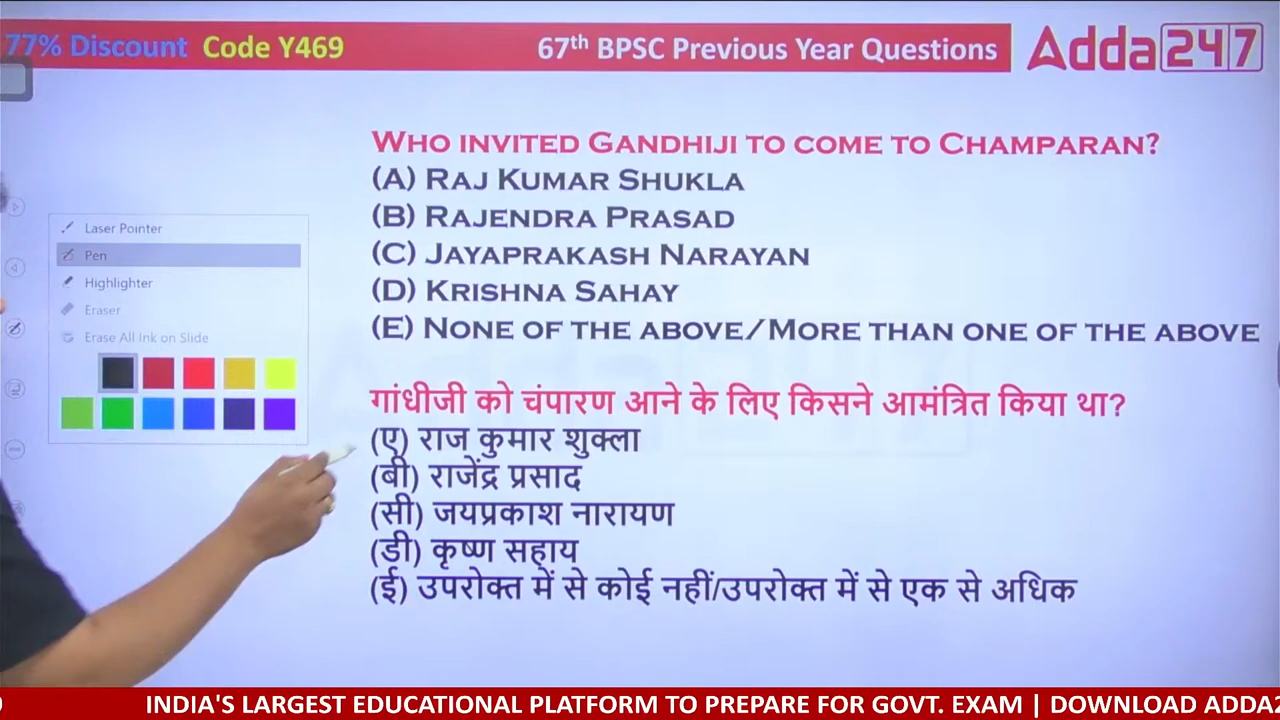 77% Discount Code Y469
67th BPSC Previous Year Questions
Adda247
WHO INVITED GANDHIJI TO COME TO CHAMPARAN?
(A) RAJ KUMAR SHUKLA
(B) RAJENDRA PRASAD
(C) JAYAPRAKASH NARAYAN
(D) KRISHNA SAHAY
(E) NONE OF THE ABOVE/MORE THAN ONE OF THE ABOVE
Laser Pointer
Pen
Highlighter
Eraser
Erase All Ink on Slide
गांधीजी को चंपारण आने के लिए किसने आमंत्रित किया था?
(ए) राज कुमार शुक्ला
(बी) राजेंद्र प्रसाद
(सी) जयप्रकाश नारायण
(डी) कृष्ण सहाय
(ई) उपरोक्त में से कोई नहीं/उपरोक्त में से एक से अधिक
INDIA'S LARGEST EDUCATIONAL PLATFORM TO PREPARE FOR GOVT. EXAM | DOWNLOAD ADDA2